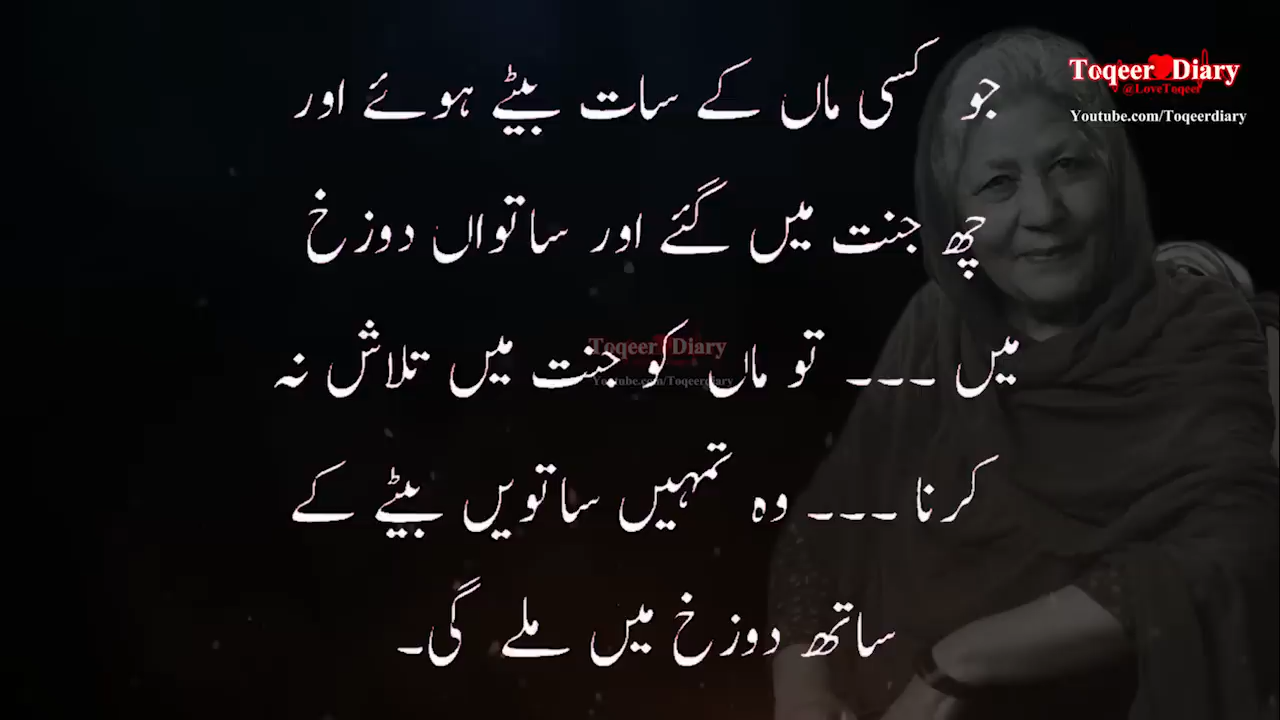 Toqeer Diary
@LoveToqeer
Youtube.com/Toqeerdiary
جو کسی ماں کے سات بیٹے ہوئے اور
چھ جنت میں گئے اور ساتواں دوزخ
میں ۔۔۔ تو ماں کو جنت میں تلاش نہ
کرنا ۔۔۔ وہ تمہیں ساتویں بیٹے کے
ساتھ دوزخ میں ملے گی۔
Toqeer Diary
Youtube.com/Toqeerdiary